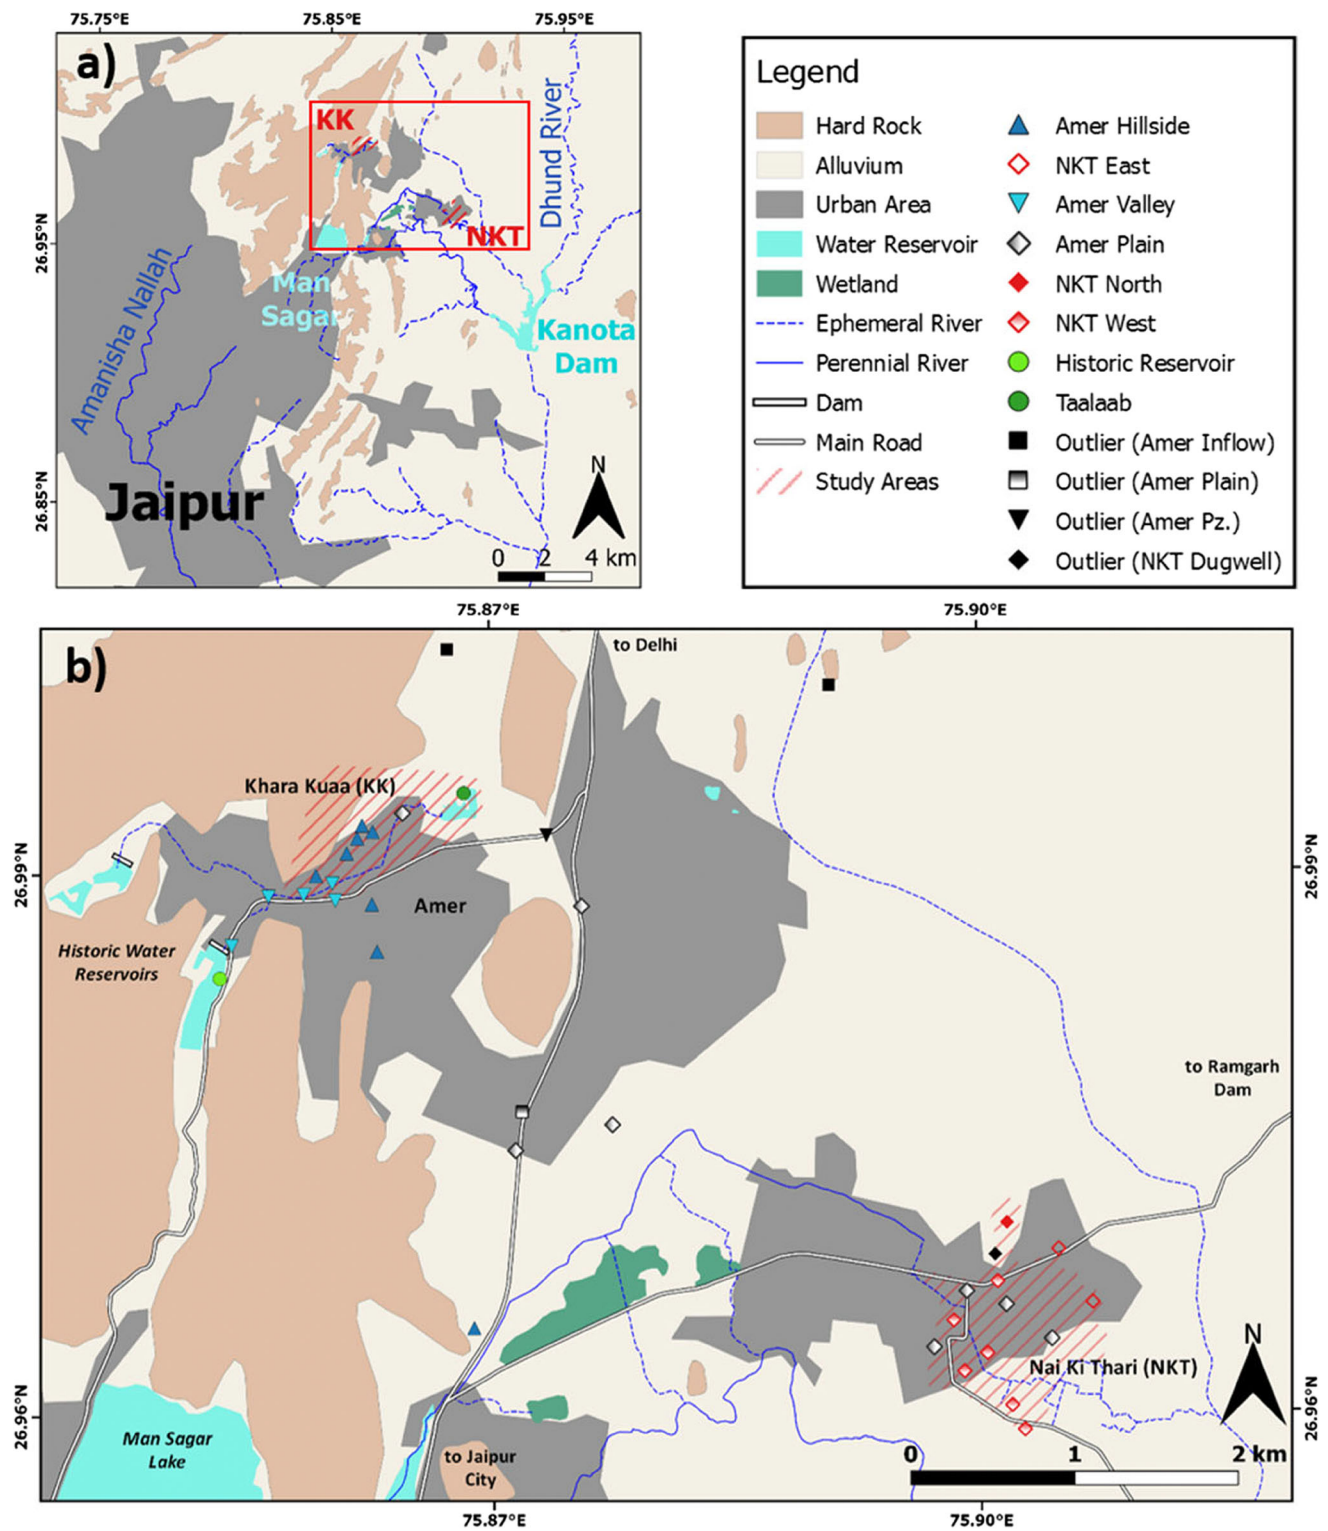 75.75°E 75.85°E 75.95°E
a)
KK
NKT
Dhund River
26.95°N
Amanisha Nallah
Man
Sagar
Kanota
Dam
26.85°N
Jaipur
N
0 2 4 km
Legend
Hard Rock
Alluvium
Urban Area
Water Reservoir
Wetland
Ephemeral River
Perennial River
Dam
Main Road
Study Areas
Amer Hillside
NKT East
Amer Valley
Amer Plain
NKT North
NKT West
Historic Reservoir
Taalaab
Outlier (Amer Inflow)
Outlier (Amer Plain)
Outlier (Amer Pz.)
Outlier (NKT Dugwell)
75.87°E 75.90°E
b)
to Delhi
Khara Kuaa (KK)
26.99°N
26.99°N
Amer
Historic Water
Reservoirs
to Ramgarh
Dam
Nai Ki Thari (NKT)
N
26.96°N
26.96°N
Man Sagar
Lake
to Jaipur
City
0 1 2 km
75.87°E 75.90°E